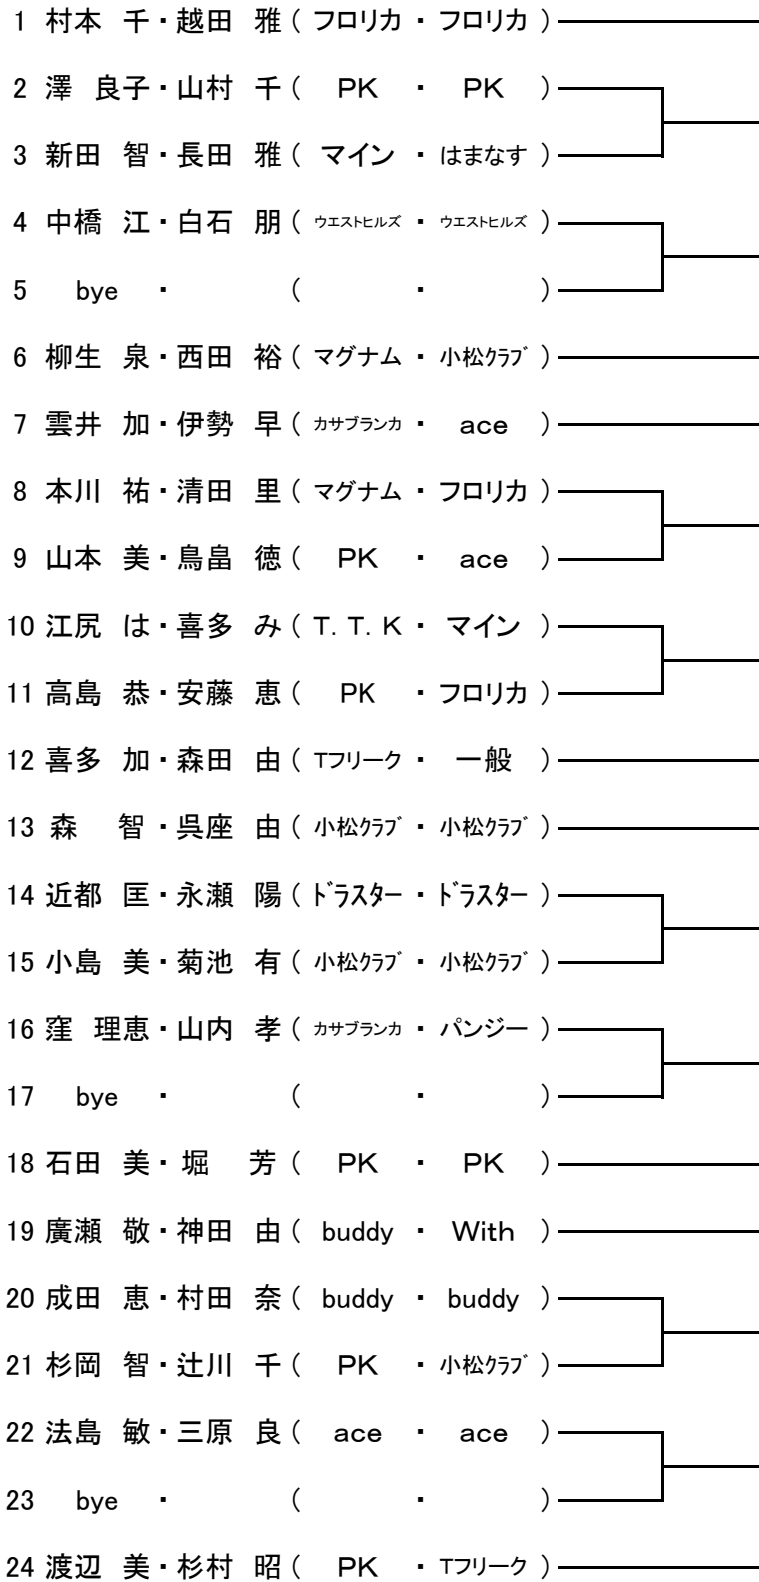 1 村本 千・越田 雅( フロリカ ・ フロリカ )
2 澤 良子・山村 千( PK ・ PK )
3 新田 智・長田 雅( マイン ・ はまなす )
4 中橋 江・白石 朋( ウエストヒルズ ・ ウエストヒルズ )
5 bye ・ ( ・ )
6 柳生 泉・西田 裕( マグナム ・ 小松ｸﾗﾌﾞ )
7 雲井 加・伊勢 早( カサブランカ ・ ace )
8 本川 祐・清田 里( マグナム ・ フロリカ )
9 山本 美・鳥畠 徳( PK ・ ace )
10 江尻 は・喜多 み( T.T.K ・ マイン )
11 高島 恭・安藤 恵( PK ・ フロリカ )
12 喜多 加・森田 由( Tフリーク ・ 一般 )
13 森 智・呉座 由( 小松ｸﾗﾌﾞ ・ 小松ｸﾗﾌﾞ )
14 近都 匡・永瀬 陽( ﾄﾞﾗｽﾀｰ ・ ﾄﾞﾗｽﾀｰ )
15 小島 美・菊池 有( 小松ｸﾗﾌﾞ ・ 小松ｸﾗﾌﾞ )
16 窪 理恵・山内 孝( カサブランカ ・ パンジー )
17 bye ・ ( ・ )
18 石田 美・堀 芳( PK ・ PK )
19 廣瀬 敬・神田 由( buddy ・ With )
20 成田 恵・村田 奈( buddy ・ buddy )
21 杉岡 智・辻川 千( PK ・ 小松ｸﾗﾌﾞ )
22 法島 敏・三原 良( ace ・ ace )
23 bye ・ ( ・ )
24 渡辺 美・杉村 昭( PK ・ Tフリーク )